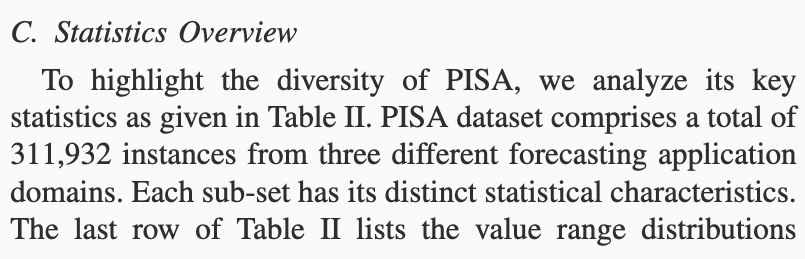 C. Statistics Overview
To highlight the diversity of PISA, we analyze its key
statistics as given in Table II. PISA dataset comprises a total of
311,932 instances from three different forecasting application
domains. Each sub-set has its distinct statistical characteristics.
The last row of Table II lists the value range distributions